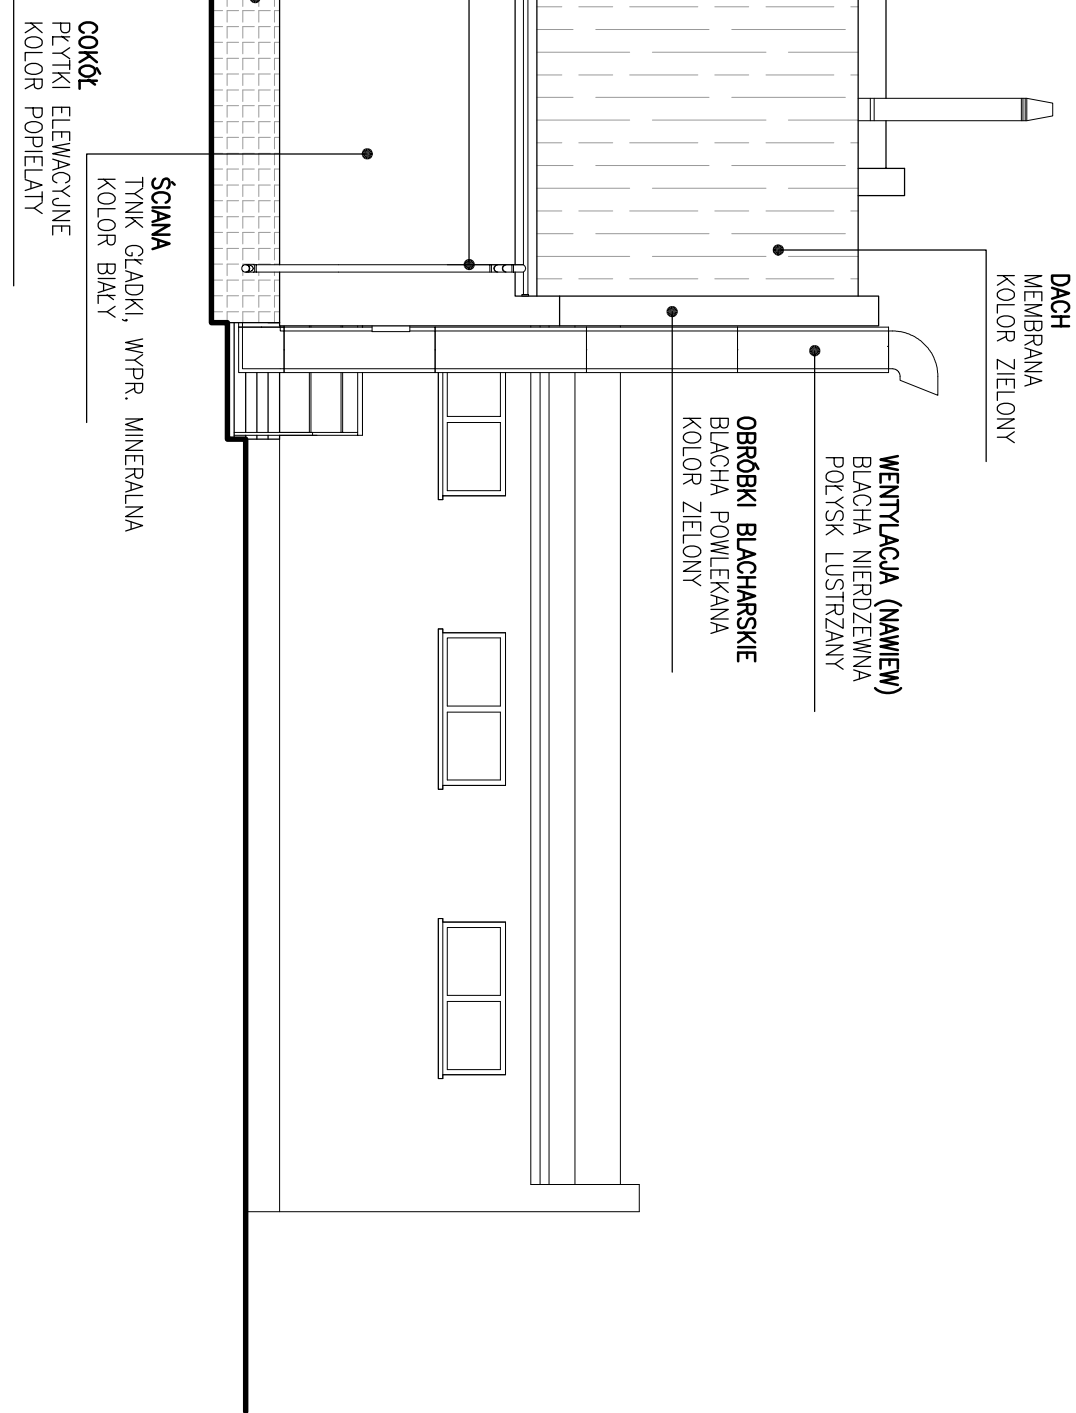 DACH
MEMBRANA
KOLOR ZIELONY
WENTYLACJA (NAWIEW)
BLACHA NIERDZEWNA
POŁYSK LUSTRZANY
OBRÓBKI BLACHARSKIE
BLACHA POWLEKANA
KOLOR ZIELONY
ŚCIANA
TYNK GŁADKI, WYPR. MINERALNA
KOLOR BIAŁY
COKÓŁ
PŁYTKI ELEWACYJNE
KOLOR POPIELATY